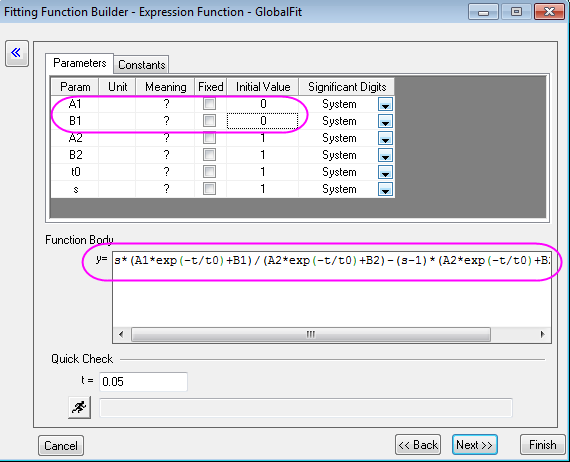 Fitting Function Builder - Expression Function - GlobalFit
Parameters Constants
Param Unit Meaning Fixed Initial Value Significant Digits
A1 ? 0 System
B1 ? 0 System
A2 ? 1 System
B2 ? 1 System
t0 ? 1 System
s ? 1 System
Function Body
y= s*(A1*exp(-t/t0)+B1)/(A2*exp(-t/t0)+B2)-(s-1)*(A2*exp(-t/t0)+B
Quick Check
t = 0.05
Cancel << Back Next >> Finish